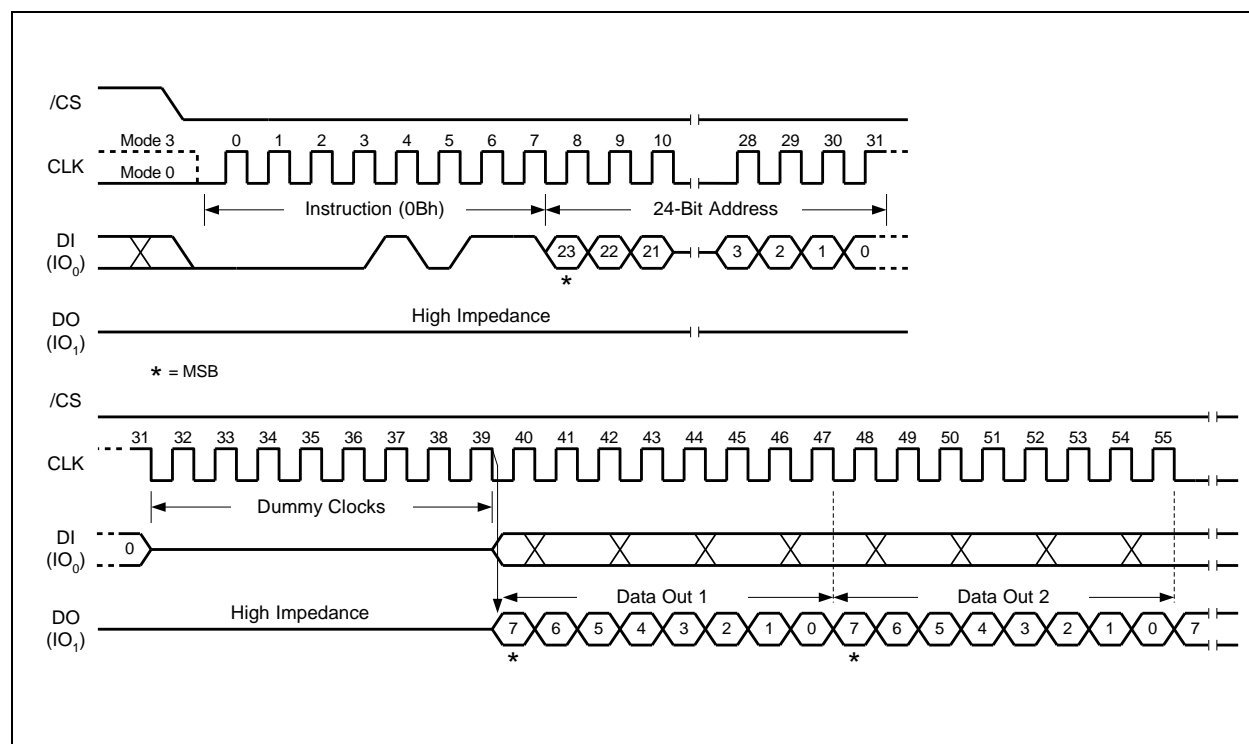 /CS
Mode 3
0 1 2 3 4 5 6 7 8 9 10 28 29 30 31
CLK
Mode 0
Instruction (0Bh) 24-Bit Address
DI
(IO0)
23 22 21 3 2 1 0
*
High Impedance
DO
(IO1)
* = MSB
/CS
31 32 33 34 35 36 37 38 39 40 41 42 43 44 45 46 47 48 49 50 51 52 53 54 55
CLK
Dummy Clocks
DI
(IO0)
0
Data Out 1 Data Out 2
High Impedance
DO
(IO1)
7 6 5 4 3 2 1 0 7 6 5 4 3 2 1 0 7
* *